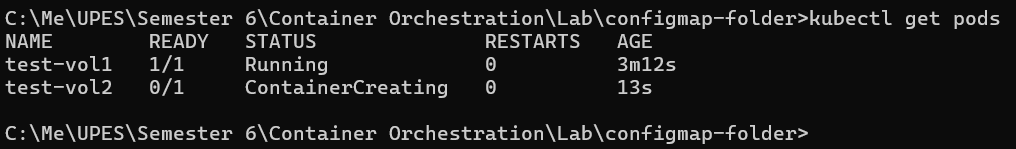 C:\Me\UPES\Semester 6\Container Orchestration\Lab\configmap-folder>kubectl get pods
NAME        READY   STATUS              RESTARTS   AGE
test-vol1   1/1     Running             0          3m12s
test-vol2   0/1     ContainerCreating   0          13s
C:\Me\UPES\Semester 6\Container Orchestration\Lab\configmap-folder>